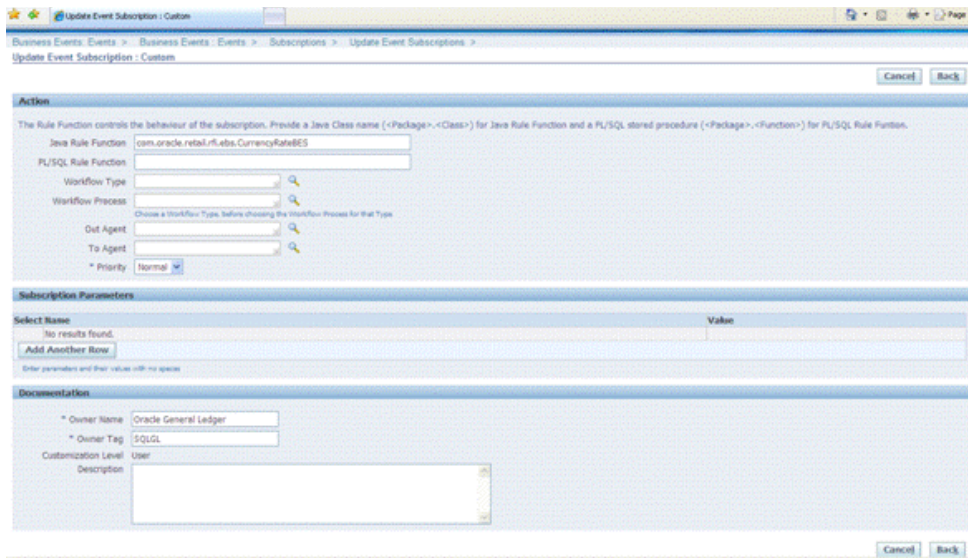 Update Event Subscription : Custom
Page
Business Events: Events > Business Events : Events > Subscriptions > Update Event Subscriptions >
Update Event Subscription : Custom
Cancel Back
Action
The Rule Function controls the behaviour of the subscription. Provide a Java Class name (<Package>.<Class>) for Java Rule Function and a PL/SQL stored procedure (<Package>.<Function>) for PL/SQL Rule Funtion.
Java Rule Function com.oracle.retail.rfi.ebs.CurrencyRateBES
PL/SQL Rule Function
Workflow Type
Workflow Process
Choose a Workflow Type, before choosing the Workflow Process for that Type
Out Agent
To Agent
* Priority Normal
Subscription Parameters
Select Name Value
No results found.
Add Another Row
Enter parameters and their values with no spaces
Documentation
* Owner Name Oracle General Ledger
* Owner Tag SQLGL
Customization Level User
Description
Cancel Back